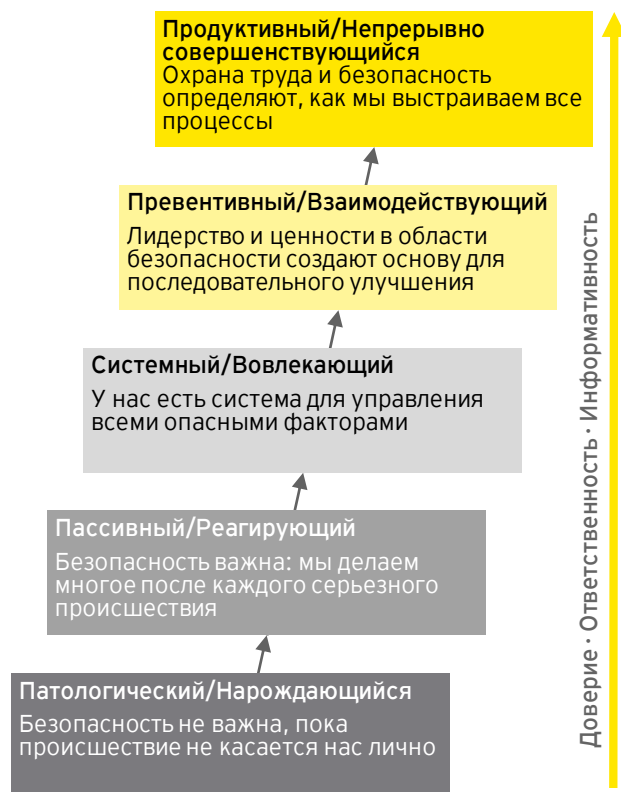 Продуктивный/Непрерывно
совершенствующийся
Охрана труда и безопасность
определяют, как мы выстраиваем все
процессы
Превентивный/Взаимодействующий
Лидерство и ценности в области
безопасности создают основу для
последовательного улучшения
Системный/Вовлекающий
У нас есть система для управления
всеми опасными факторами
Пассивный/Реагирующий
Безопасность важна: мы делаем
многое после каждого серьезного
происшествия
Патологический/Нарождающийся
Безопасность не важна, пока
происшествие не касается нас лично
Доверие · Ответственность · Информативность